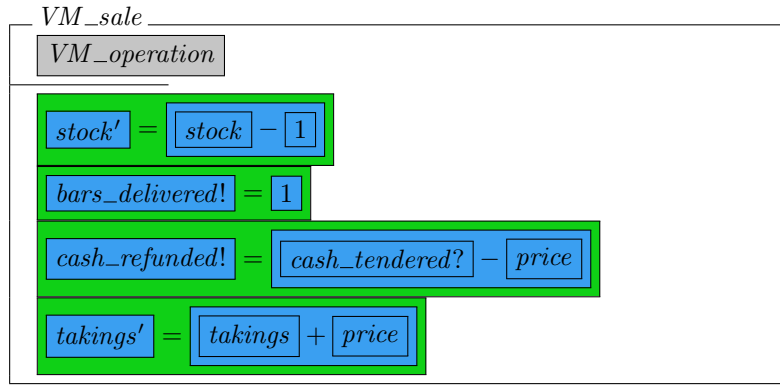 VM_sale
VM_operation
stock′ = stock − 1
bars_delivered! = 1
cash_refunded! = cash_tendered? − price
takings′ = takings + price